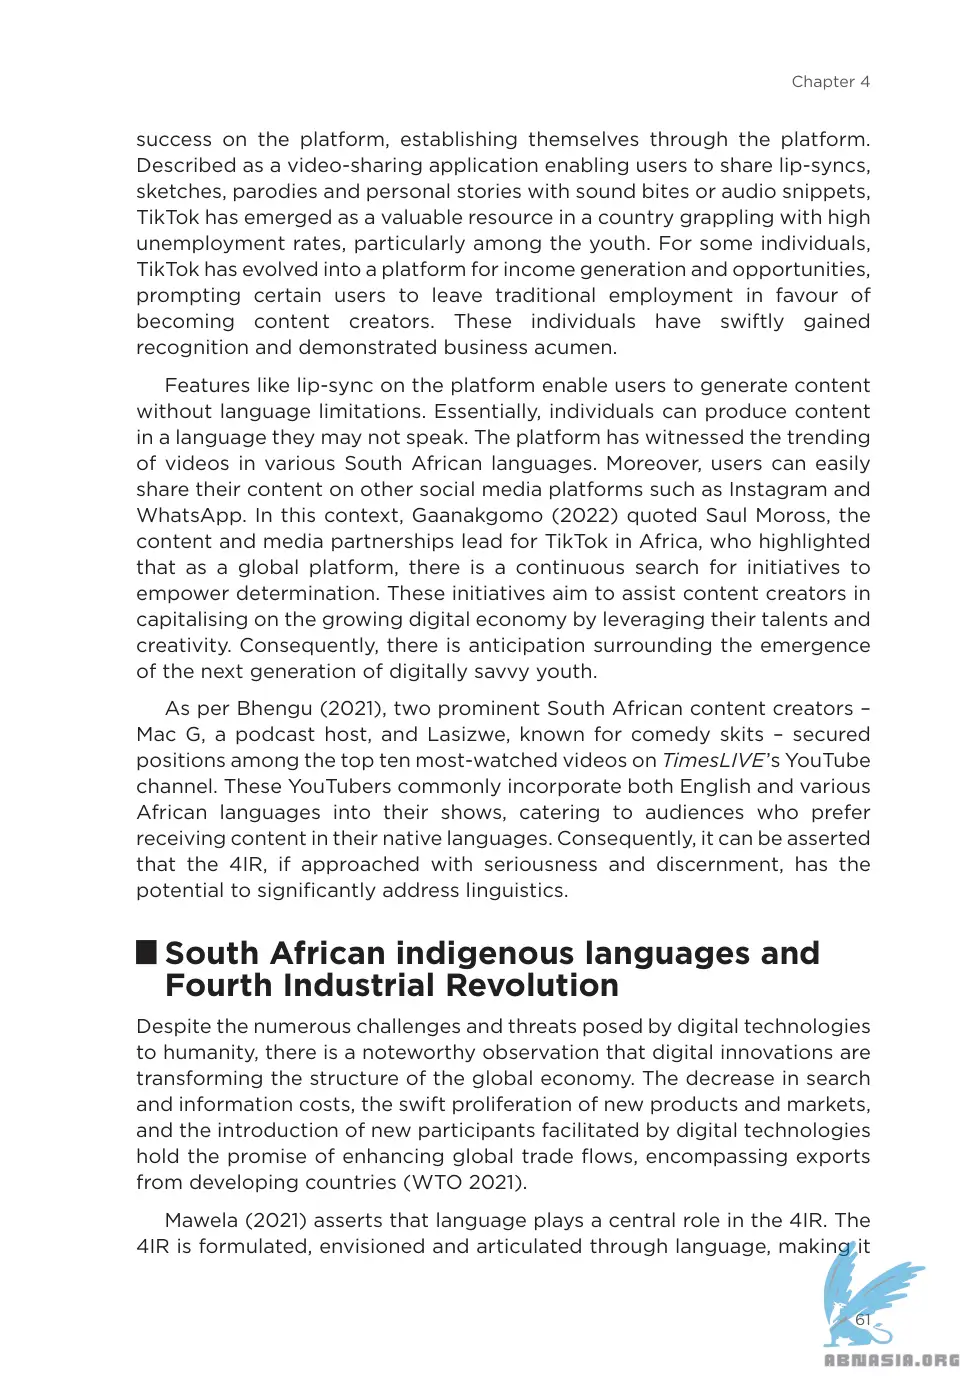 Chapter 4
success on the platform, establishing themselves through the platform.
Described as a video-sharing application enabling users to share lip-syncs,
sketches, parodies and personal stories with sound bites or audio snippets,
TikTok has emerged as a valuable resource in a country grappling with high
unemployment rates, particularly among the youth. For some individuals,
TikTok has evolved into a platform for income generation and opportunities,
prompting certain users to leave traditional employment in favour of
becoming content creators. These individuals have swiftly gained
recognition and demonstrated business acumen.
Features like lip-sync on the platform enable users to generate content
without language limitations. Essentially, individuals can produce content
in a language they may not speak. The platform has witnessed the trending
of videos in various South African languages. Moreover, users can easily
share their content on other social media platforms such as Instagram and
WhatsApp. In this context, Gaanakgomo (2022) quoted Saul Moross, the
content and media partnerships lead for TikTok in Africa, who highlighted
that as a global platform, there is a continuous search for initiatives to
empower determination. These initiatives aim to assist content creators in
capitalising on the growing digital economy by leveraging their talents and
creativity. Consequently, there is anticipation surrounding the emergence
of the next generation of digitally savvy youth.
As per Bhengu (2021), two prominent South African content creators –
Mac G, a podcast host, and Lasizwe, known for comedy skits – secured
positions among the top ten most-watched videos on TimesLIVE's YouTube
channel. These YouTubers commonly incorporate both English and various
African languages into their shows, catering to audiences who prefer
receiving content in their native languages. Consequently, it can be asserted
that the 4IR, if approached with seriousness and discernment, has the
potential to significantly address linguistics.
South African indigenous languages and
Fourth Industrial Revolution
Despite the numerous challenges and threats posed by digital technologies
to humanity, there is a noteworthy observation that digital innovations are
transforming the structure of the global economy. The decrease in search
and information costs, the swift proliferation of new products and markets,
and the introduction of new participants facilitated by digital technologies
hold the promise of enhancing global trade flows, encompassing exports
from developing countries (WTO 2021).
Mawela (2021) asserts that language plays a central role in the 4IR. The
4IR is formulated, envisioned and articulated through language, making it
61
ABNASIA.ORG